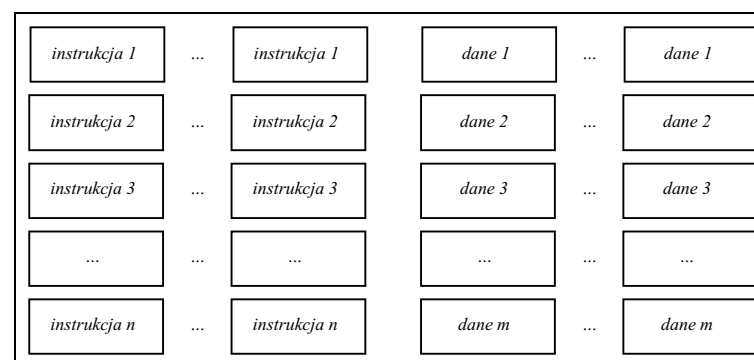 instrukcja 1 ... instrukcja 1 dane 1 ... dane 1
instrukcja 2 ... instrukcja 2 dane 2 ... dane 2
instrukcja 3 ... instrukcja 3 dane 3 ... dane 3
... ... ... ... ... ...
instrukcja n ... instrukcja n dane m ... dane m